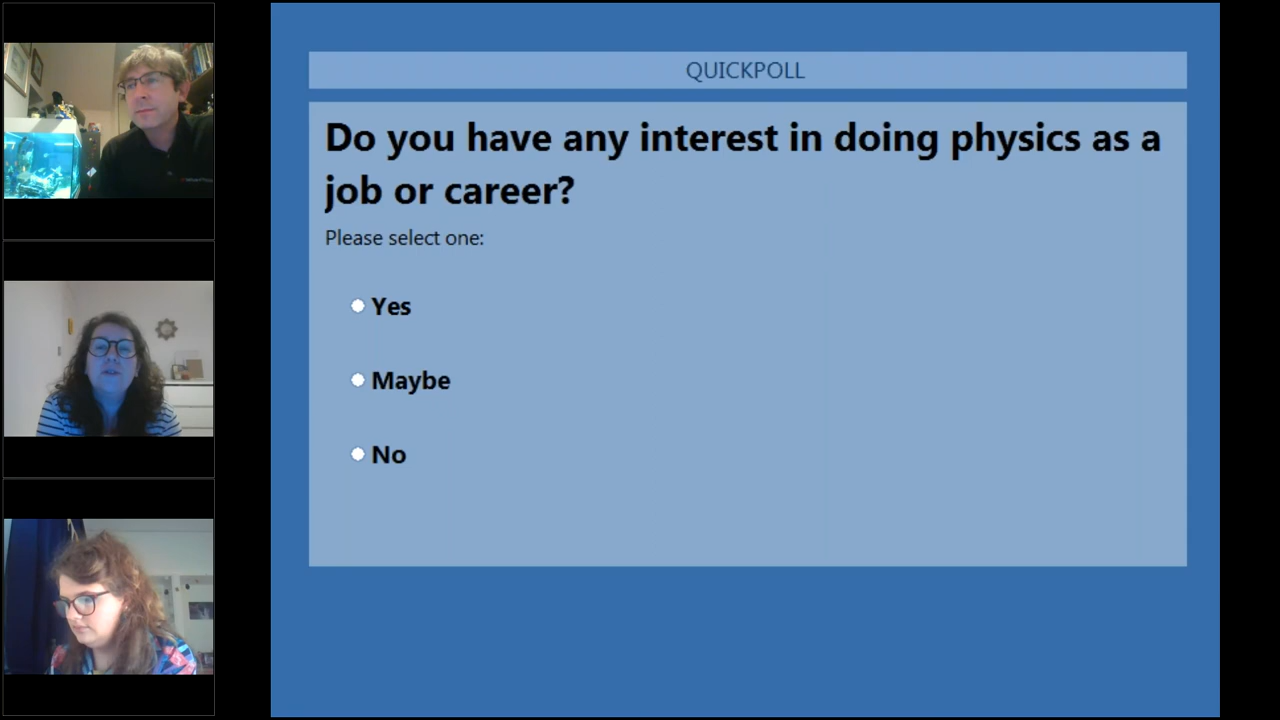 QUICKPOLL
Do you have any interest in doing physics as a
job or career?
Please select one:
Yes
Maybe
No